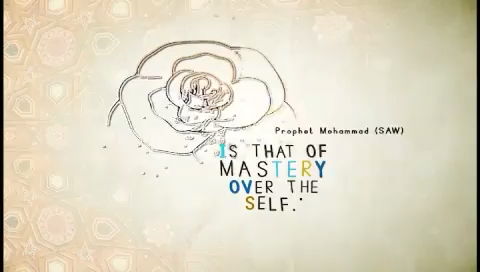 Prophet Mohammad (SAW)
IS THAT OF
MASTERY
OVER THE
SELF."